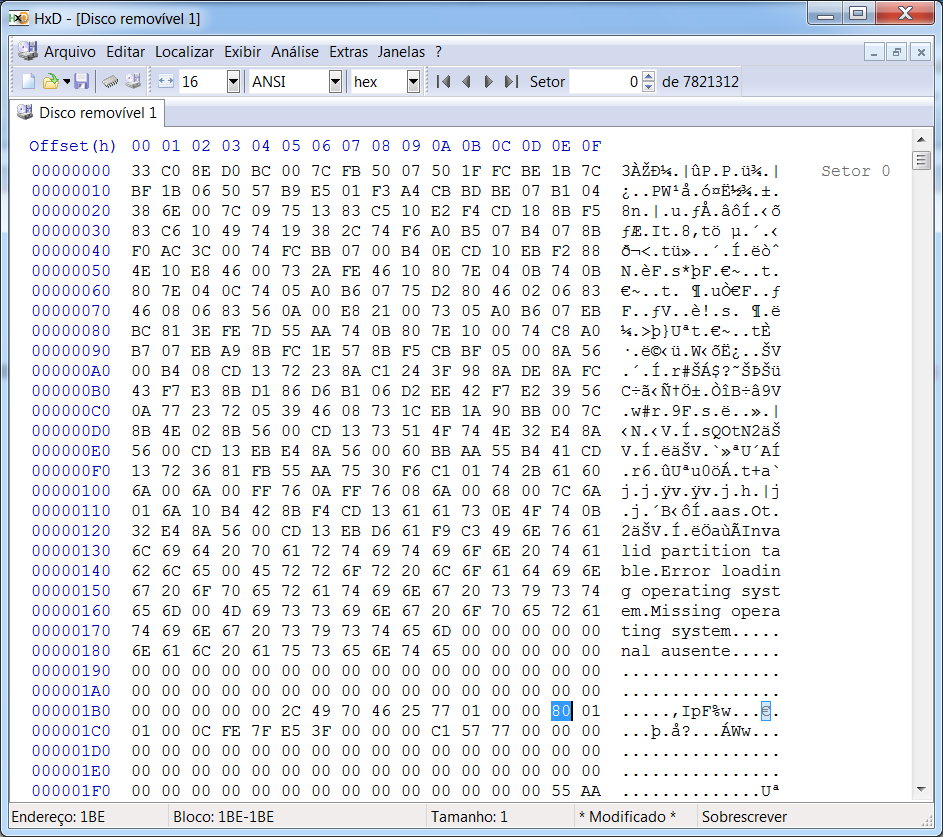 HxD - [Disco removível 1]
Arquivo Editar Localizar Exibir Análise Extras Janelas ?
16 ANSI hex Setor 0 de 7821312
Disco removível 1
Offset(h) 00 01 02 03 04 05 06 07 08 09 0A 0B 0C 0D 0E 0F
00000000 33 C0 8E D0 BC 00 7C FB 50 07 50 1F FC BE 1B 7C 3ÀŽÐ¼.|ûP.P.ü¾.| Setor 0
00000010 BF 1B 06 50 57 B9 E5 01 F3 A4 CB BD BE 07 B1 04 ¿..PW¹å.ó¤Ë½¾.±.
00000020 38 6E 00 7C 09 75 13 83 C5 10 E2 F4 CD 18 8B F5 8n.|.u.ƒÅ.âôÍ.‹õ
00000030 83 C6 10 49 74 19 38 2C 74 F6 A0 B5 07 B4 07 8B ƒÆ.It.8,tö µ.´.‹
00000040 F0 AC 3C 00 74 FC BB 07 00 B4 0E CD 10 EB F2 88 ð¬<.tü»..´.Í.ëòˆ
00000050 4E 10 E8 46 00 73 2A FE 46 10 80 7E 04 0B 74 0B N.èF.s*þF.€~..t.
00000060 80 7E 04 0C 74 05 A0 B6 07 75 D2 80 46 02 06 83 €~..t. ¶.uÒ€F..ƒ
00000070 46 08 06 83 56 0A 00 E8 21 00 73 05 A0 B6 07 EB F..ƒV..è!.s. ¶.ë
00000080 BC 81 3E FE 7D 55 AA 74 0B 80 7E 10 00 74 C8 A0 ¼.>þ}Uªt.€~..tÈ
00000090 B7 07 EB A9 8B FC 1E 57 8B F5 CB BF 05 00 8A 56 ·.ë©‹ü.W‹õË¿..ŠV
000000A0 00 B4 08 CD 13 72 23 8A C1 24 3F 98 8A DE 8A FC .´.Í.r#ŠÁ$?˜ŠÞŠü
000000B0 43 F7 E3 8B D1 86 D6 B1 06 D2 EE 42 F7 E2 39 56 C÷ã‹Ñ†Ö±.ÒîB÷â9V
000000C0 0A 77 23 72 05 39 46 08 73 1C EB 1A 90 BB 00 7C .w#r.9F.s.ë..».|
000000D0 8B 4E 02 8B 56 00 CD 13 73 51 4F 74 4E 32 E4 8A ‹N.‹V.Í.sQOtN2äŠ
000000E0 56 00 CD 13 EB E4 8A 56 00 60 BB AA 55 B4 41 CD V.Í.ëäŠV.`»ªU´AÍ
000000F0 13 72 36 81 FB 55 AA 75 30 F6 C1 01 74 2B 61 60 .r6.ûUªu0öÁ.t+a`
00000100 6A 00 6A 00 FF 76 0A FF 76 08 6A 00 68 00 7C 6A j.j.ÿv.ÿv.j.h.|j
00000110 01 6A 10 B4 42 8B F4 CD 13 61 61 73 0E 4F 74 0B .j.´B‹ôÍ.aas.Ot.
00000120 32 E4 8A 56 00 CD 13 EB D6 61 F9 C3 49 6E 76 61 2äŠV.Í.ëÖaùÃInva
00000130 6C 69 64 20 70 61 72 74 69 74 69 6F 6E 20 74 61 lid partition ta
00000140 62 6C 65 00 45 72 72 6F 72 20 6C 6F 61 64 69 6E ble.Error loadin
00000150 67 20 6F 70 65 72 61 74 69 6E 67 20 73 79 73 74 g operating syst
00000160 65 6D 00 4D 69 73 73 69 6E 67 20 6F 70 65 72 61 em.Missing opera
00000170 74 69 6E 67 20 73 79 73 74 65 6D 00 00 00 00 00 ting system.....
00000180 6E 61 6C 20 61 75 73 65 6E 74 65 00 00 00 00 00 nal ausente.....
00000190 00 00 00 00 00 00 00 00 00 00 00 00 00 00 00 00 ................
000001A0 00 00 00 00 00 00 00 00 00 00 00 00 00 00 00 00 ................
000001B0 00 00 00 00 00 2C 49 70 46 25 77 01 00 00 80 01 .....,IpF%w...€.
000001C0 01 00 0C FE 7F E5 3F 00 00 00 C1 57 77 00 00 00 ...þ.å?...ÁWw...
000001D0 00 00 00 00 00 00 00 00 00 00 00 00 00 00 00 00 ................
000001E0 00 00 00 00 00 00 00 00 00 00 00 00 00 00 00 00 ................
000001F0 00 00 00 00 00 00 00 00 00 00 00 00 00 00 55 AA ..............Uª
Endereço: 1BE Bloco: 1BE-1BE Tamanho: 1 * Modificado * Sobrescrever